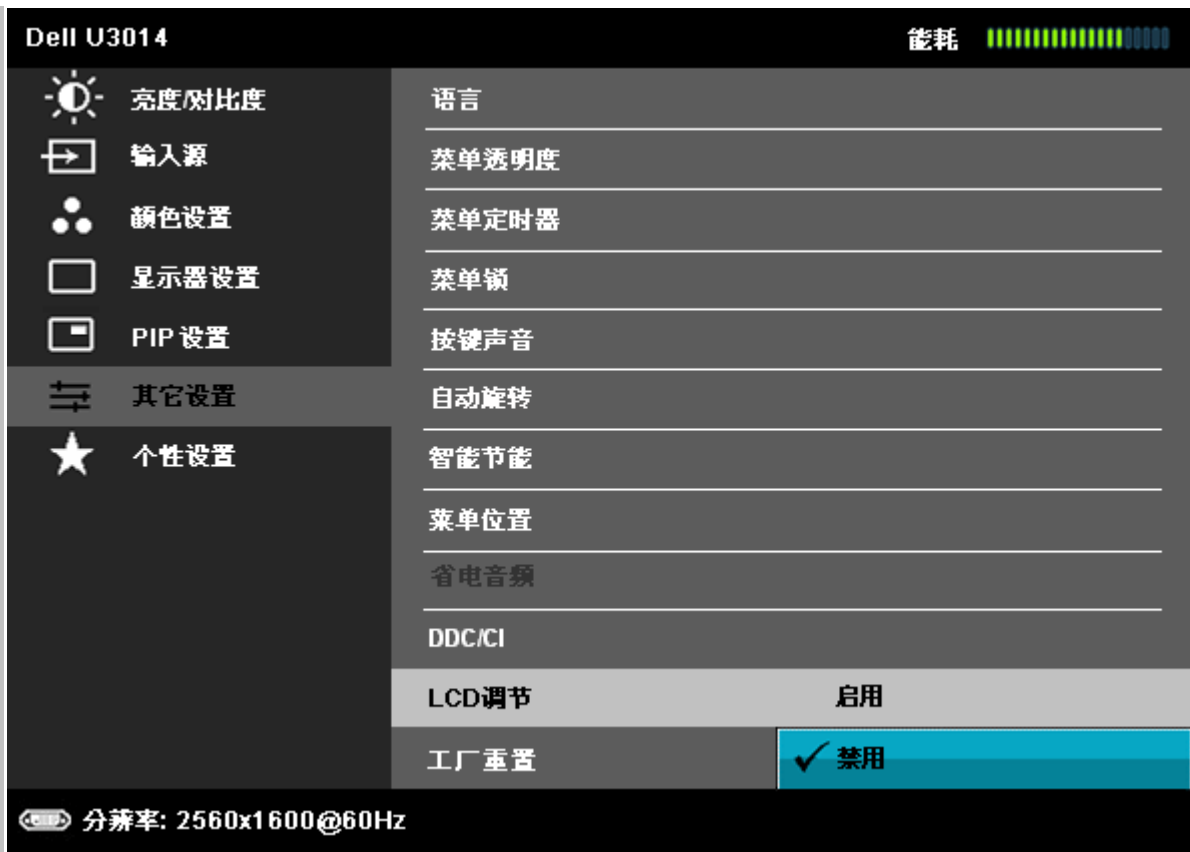 Dell U3014 能耗
亮度/对比度
输入源
颜色设置
显示器设置
PIP 设置
其它设置
个性设置
语言
菜单透明度
菜单定时器
菜单锁
按键声音
自动旋转
智能节能
菜单位置
省电音频
DDC/CI
LCD调节 启用
工厂重置 禁用
分辨率: 2560x1600@60Hz